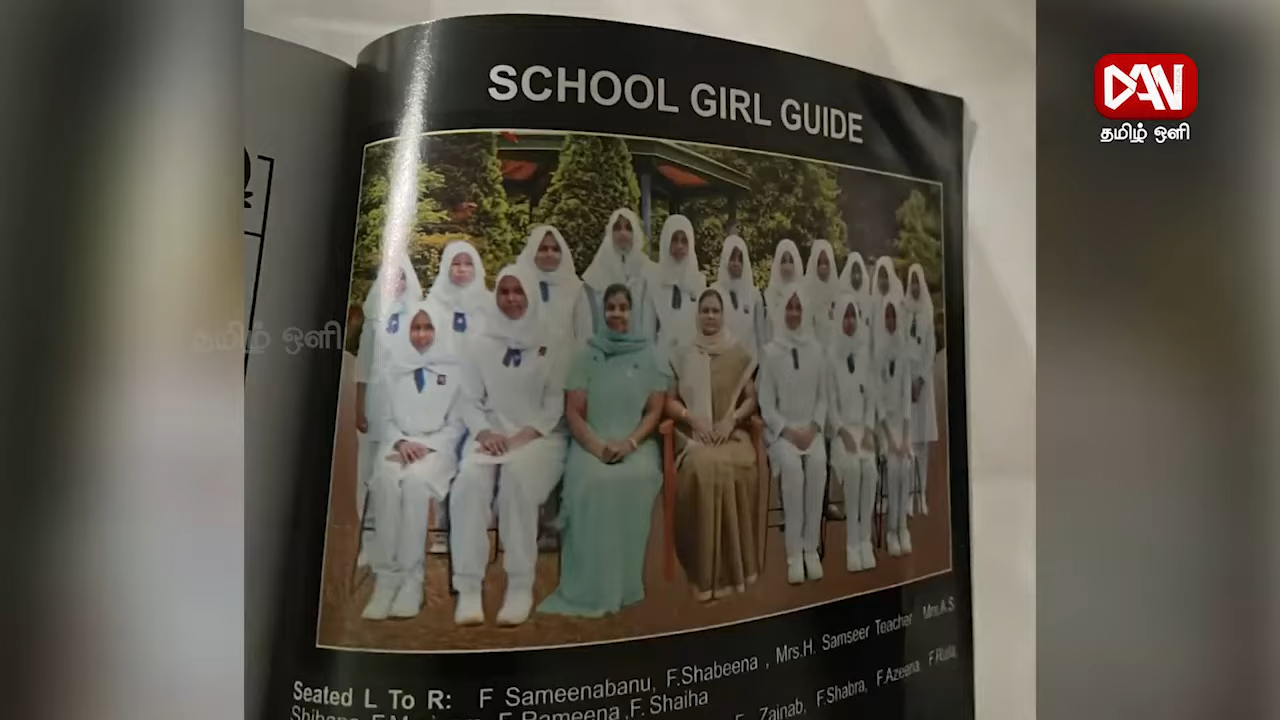 SCHOOL GIRL GUIDE
DAN
தமிழ் ஒளி
தமிழ் ஒளி
Seated L To R: F Sameenabanu, F.Shabeena , Mrs.H. Samseer Teacher Mrs.A.S
F.Rameena ,F. Shaiha
Zainab, F.Shabra, F.Azeena